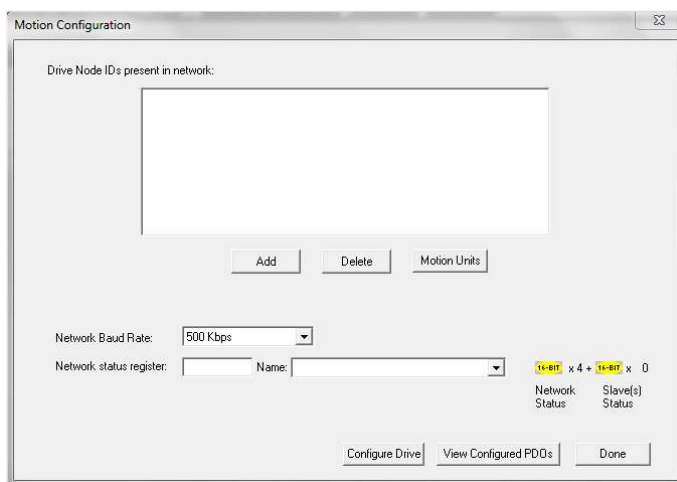 Motion Configuration
Drive Node IDs present in network:
Add Delete Motion Units
Network Baud Rate: 500 Kbps
Network status register: Name: 16-BIT x 4 + 16-BIT x 0
Network Status Slave(s) Status
Configure Drive View Configured PDOs Done